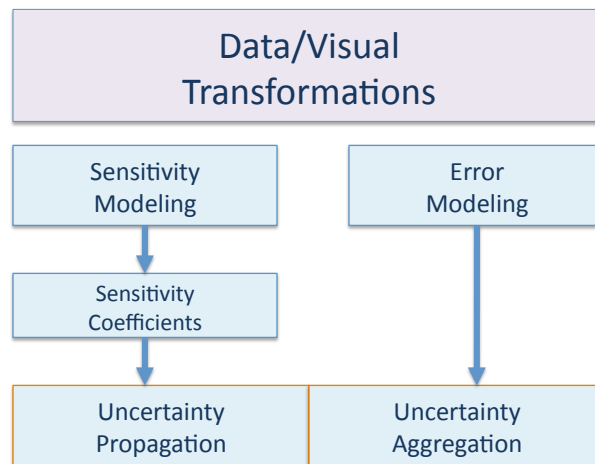 Data/Visual
Transformations
Sensitivity
Modeling
Error
Modeling
Sensitivity
Coefficients
Uncertainty
Propagation
Uncertainty
Aggregation